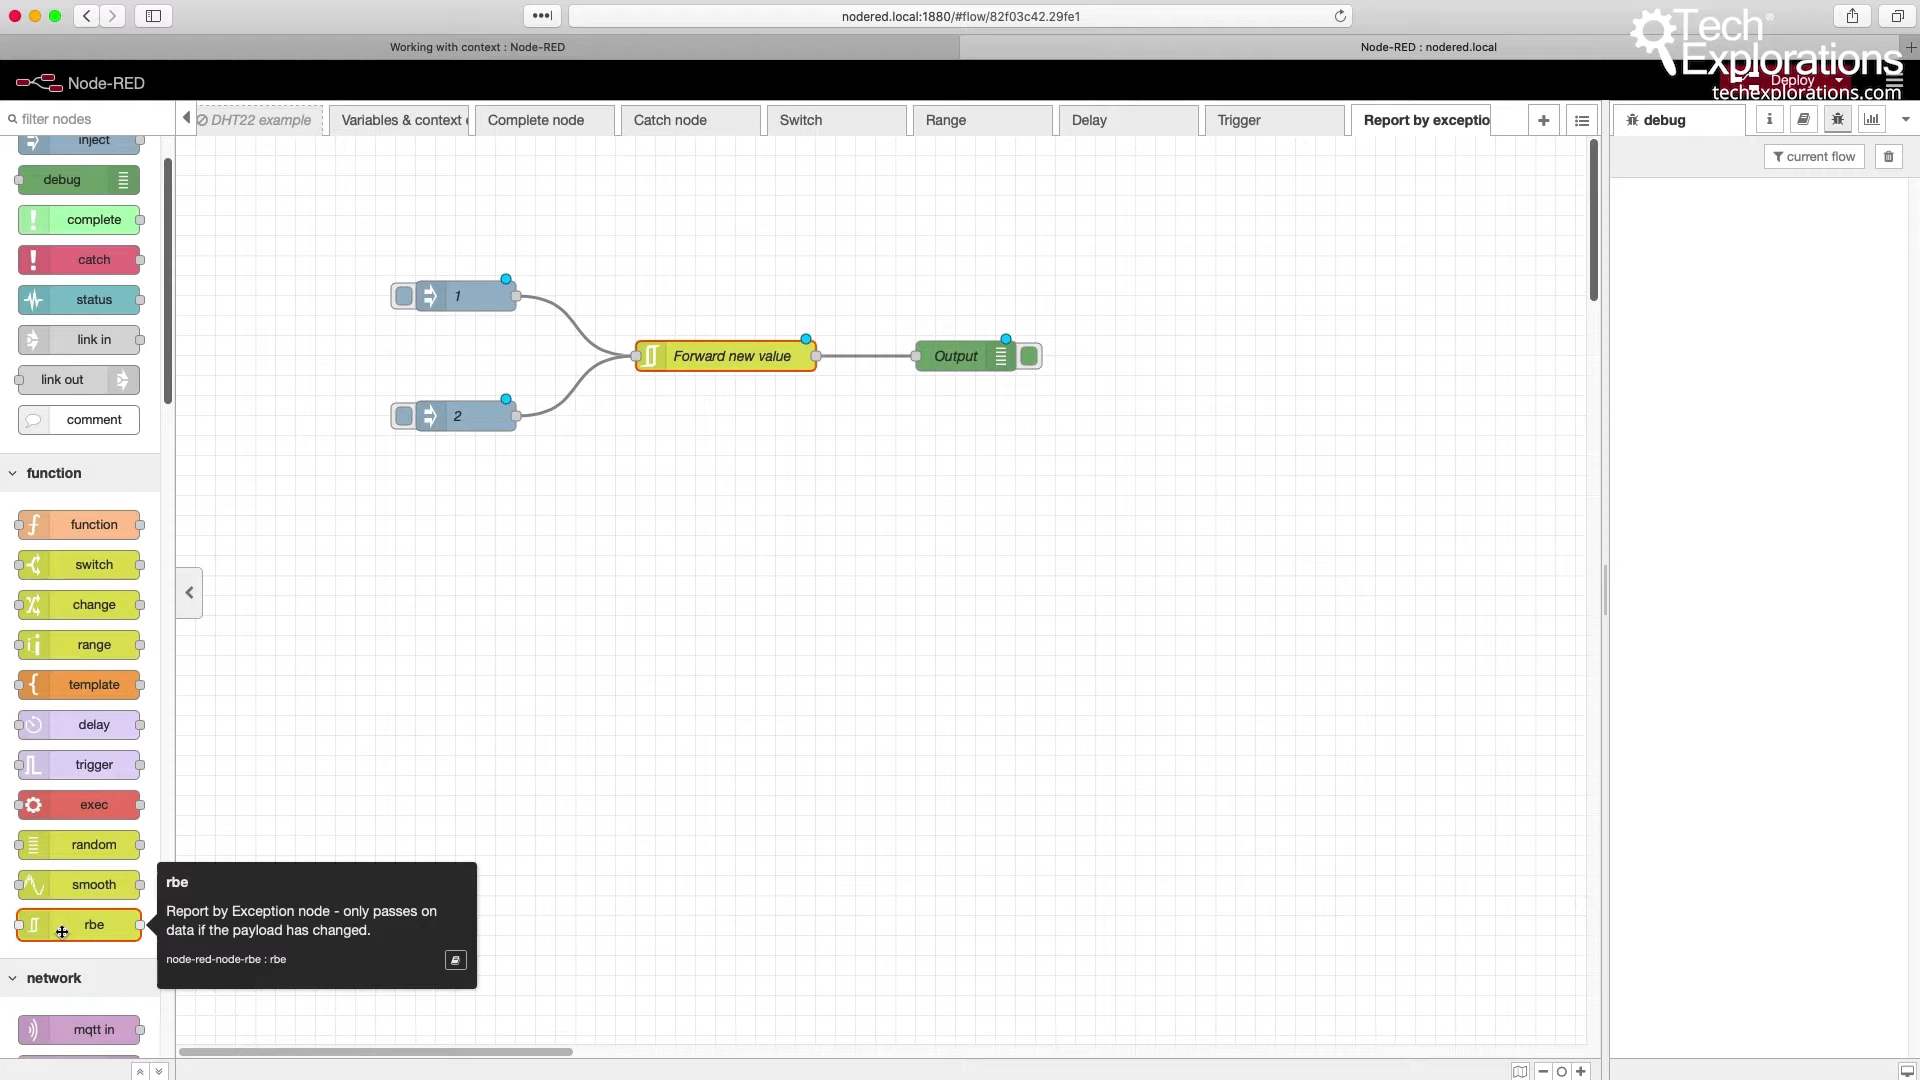 nodered.local:1880/#flow/82f03c42.29fe1
Working with context : Node-RED
Node-RED : nodered.local
Tech
Explorations
techexplorations.com
Node-RED
Deploy
filter nodes
DHT22 example
Variables & context
Complete node
Catch node
Switch
Range
Delay
Trigger
Report by exceptio
debug
current flow
inject
debug
complete
catch
status
link in
link out
comment
function
function
switch
change
range
template
delay
trigger
exec
random
smooth
rbe
network
mqtt in
1
2
Forward new value
Output
rbe
Report by Exception node - only passes on
data if the payload has changed.
node-red-node-rbe : rbe